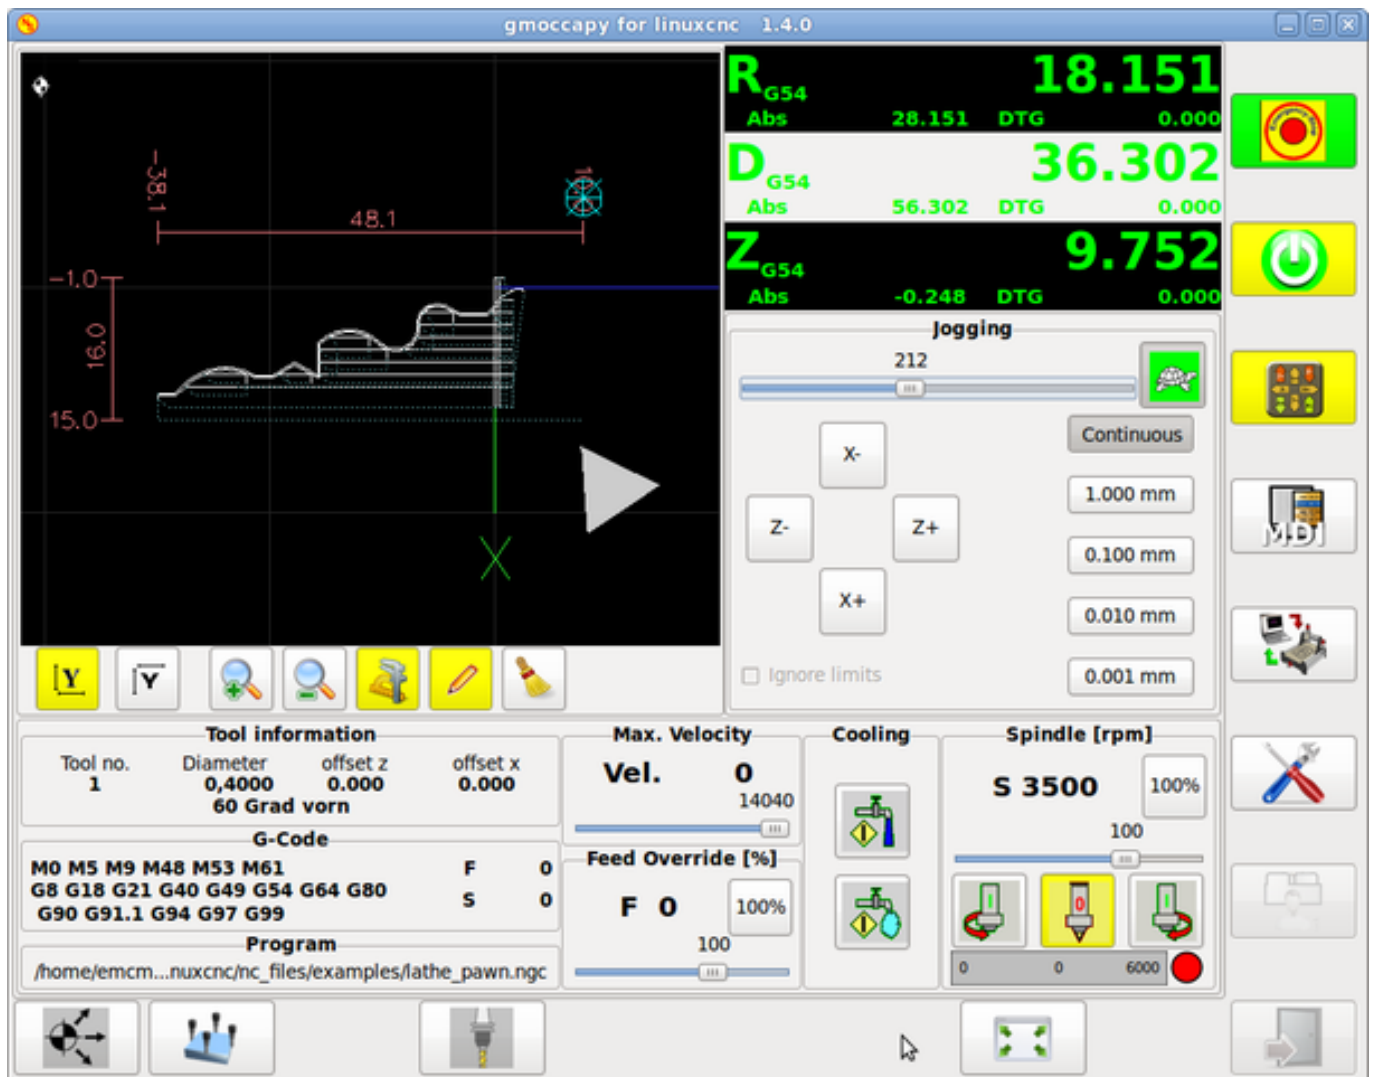 gmoccapy for linuxcnc 1.4.0
-38.1
48.1
-1.0
16.0
15.0
X
R G54 18.151
Abs 28.151 DTG 0.000
D G54 36.302
Abs 56.302 DTG 0.000
Z G54 9.752
Abs -0.248 DTG 0.000
Jogging
212
Continuous
X-
1.000 mm
Z- Z+
0.100 mm
X+
0.010 mm
Ignore limits
0.001 mm
MDI
Y Y
Tool information
Tool no. Diameter offset z offset x
1 0,4000 0.000 0.000
60 Grad vorn
G-Code
M0 M5 M9 M48 M53 M61 F 0
G8 G18 G21 G40 G49 G54 G64 G80 S 0
G90 G91.1 G94 G97 G99
Program
/home/emcm...nuxcnc/nc_files/examples/lathe_pawn.ngc
Max. Velocity
Vel. 0
14040
Feed Override [%]
F 0 100%
100
Cooling
Spindle [rpm]
S 3500 100%
100
I 0 I
0 0 6000